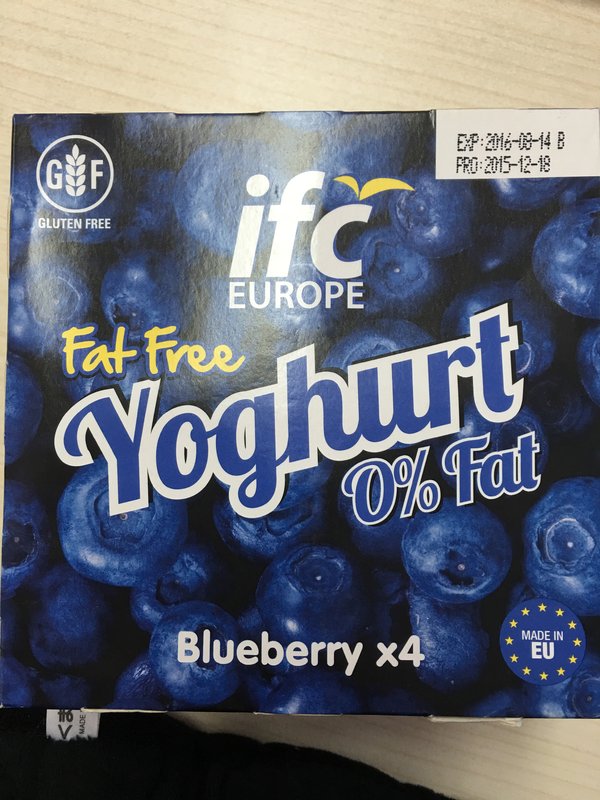 EXP:2016-08-14 B
PRO:2015-12-18
GF
GLUTEN FREE
ifc
EUROPE
Fat Free
Yoghurt
0% Fat
Blueberry x4
MADE IN
EU
MADE